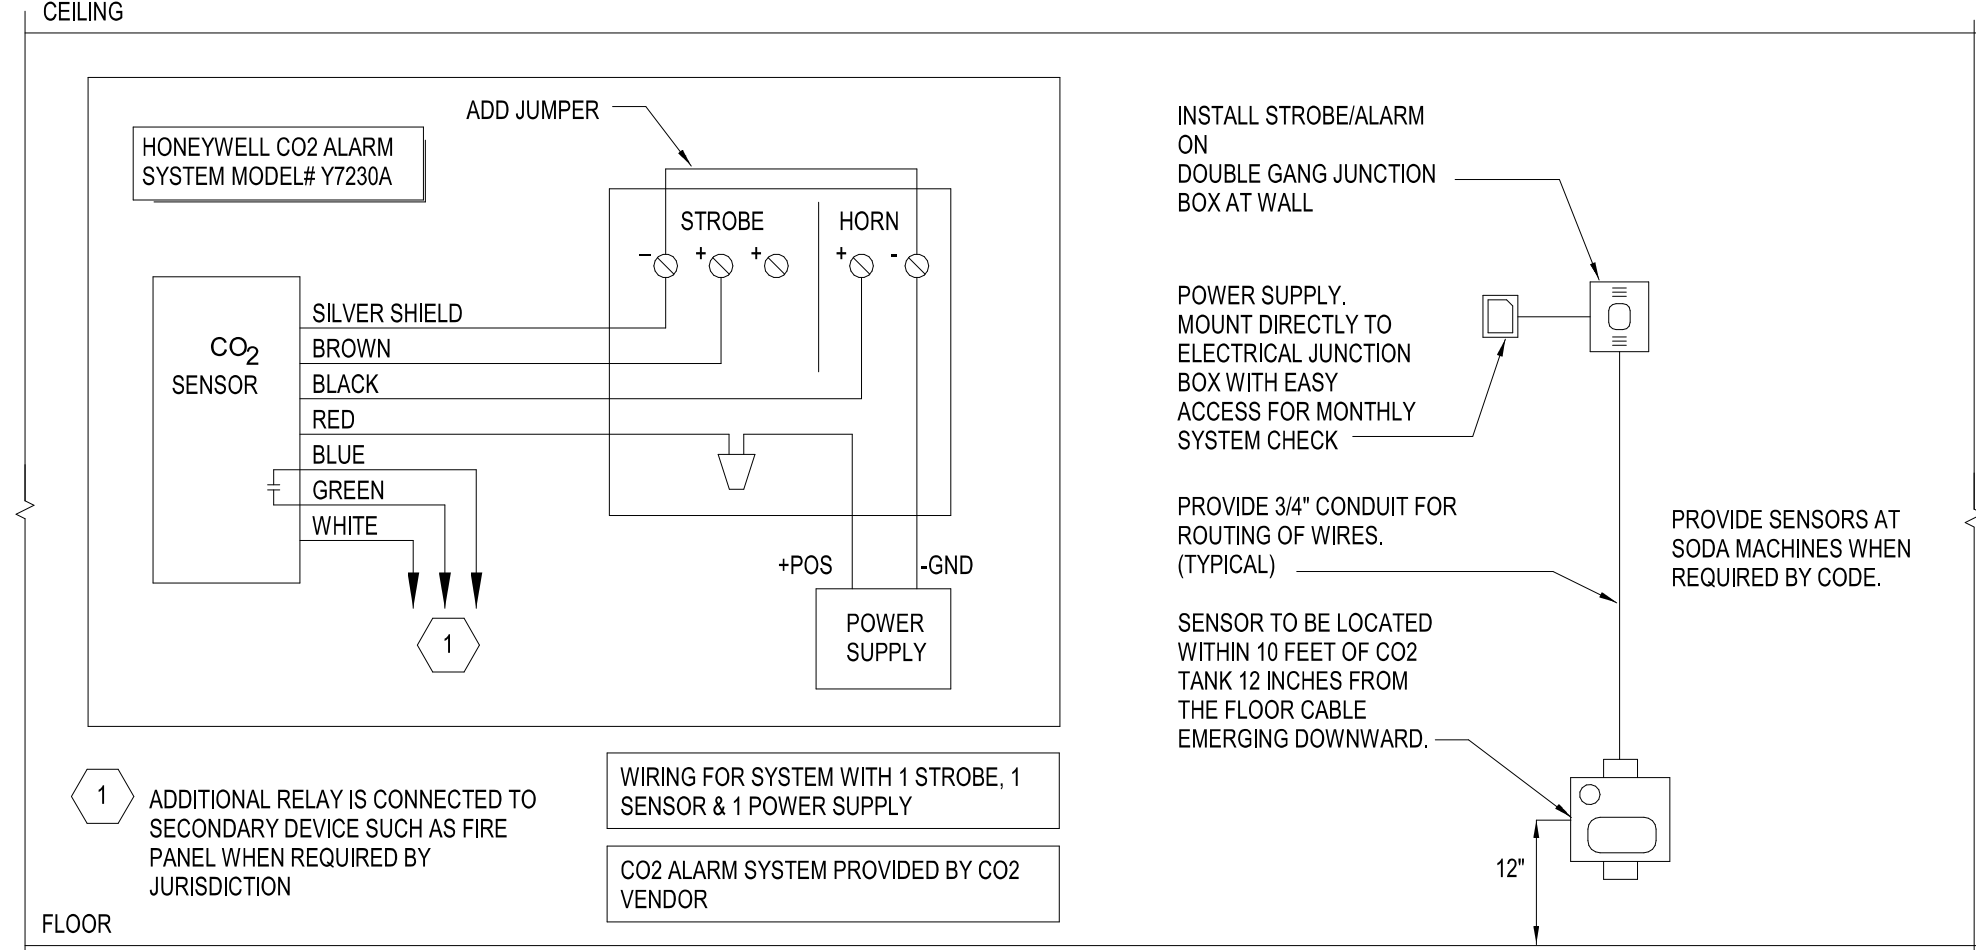 CEILING
ADD JUMPER
HONEYWELL CO2 ALARM
SYSTEM MODEL# Y7230A
STROBE
HORN
– + + + -
CO2
SENSOR
SILVER SHIELD
BROWN
BLACK
RED
BLUE
GREEN
WHITE
1
+POS
-GND
POWER
SUPPLY
1
ADDITIONAL RELAY IS CONNECTED TO
SECONDARY DEVICE SUCH AS FIRE
PANEL WHEN REQUIRED BY
JURISDICTION
WIRING FOR SYSTEM WITH 1 STROBE, 1
SENSOR & 1 POWER SUPPLY
CO2 ALARM SYSTEM PROVIDED BY CO2
VENDOR
INSTALL STROBE/ALARM
ON
DOUBLE GANG JUNCTION
BOX AT WALL
POWER SUPPLY.
MOUNT DIRECTLY TO
ELECTRICAL JUNCTION
BOX WITH EASY
ACCESS FOR MONTHLY
SYSTEM CHECK
PROVIDE 3/4" CONDUIT FOR
ROUTING OF WIRES.
(TYPICAL)
SENSOR TO BE LOCATED
WITHIN 10 FEET OF CO2
TANK 12 INCHES FROM
THE FLOOR CABLE
EMERGING DOWNWARD.
PROVIDE SENSORS AT
SODA MACHINES WHEN
REQUIRED BY CODE.
12"
FLOOR